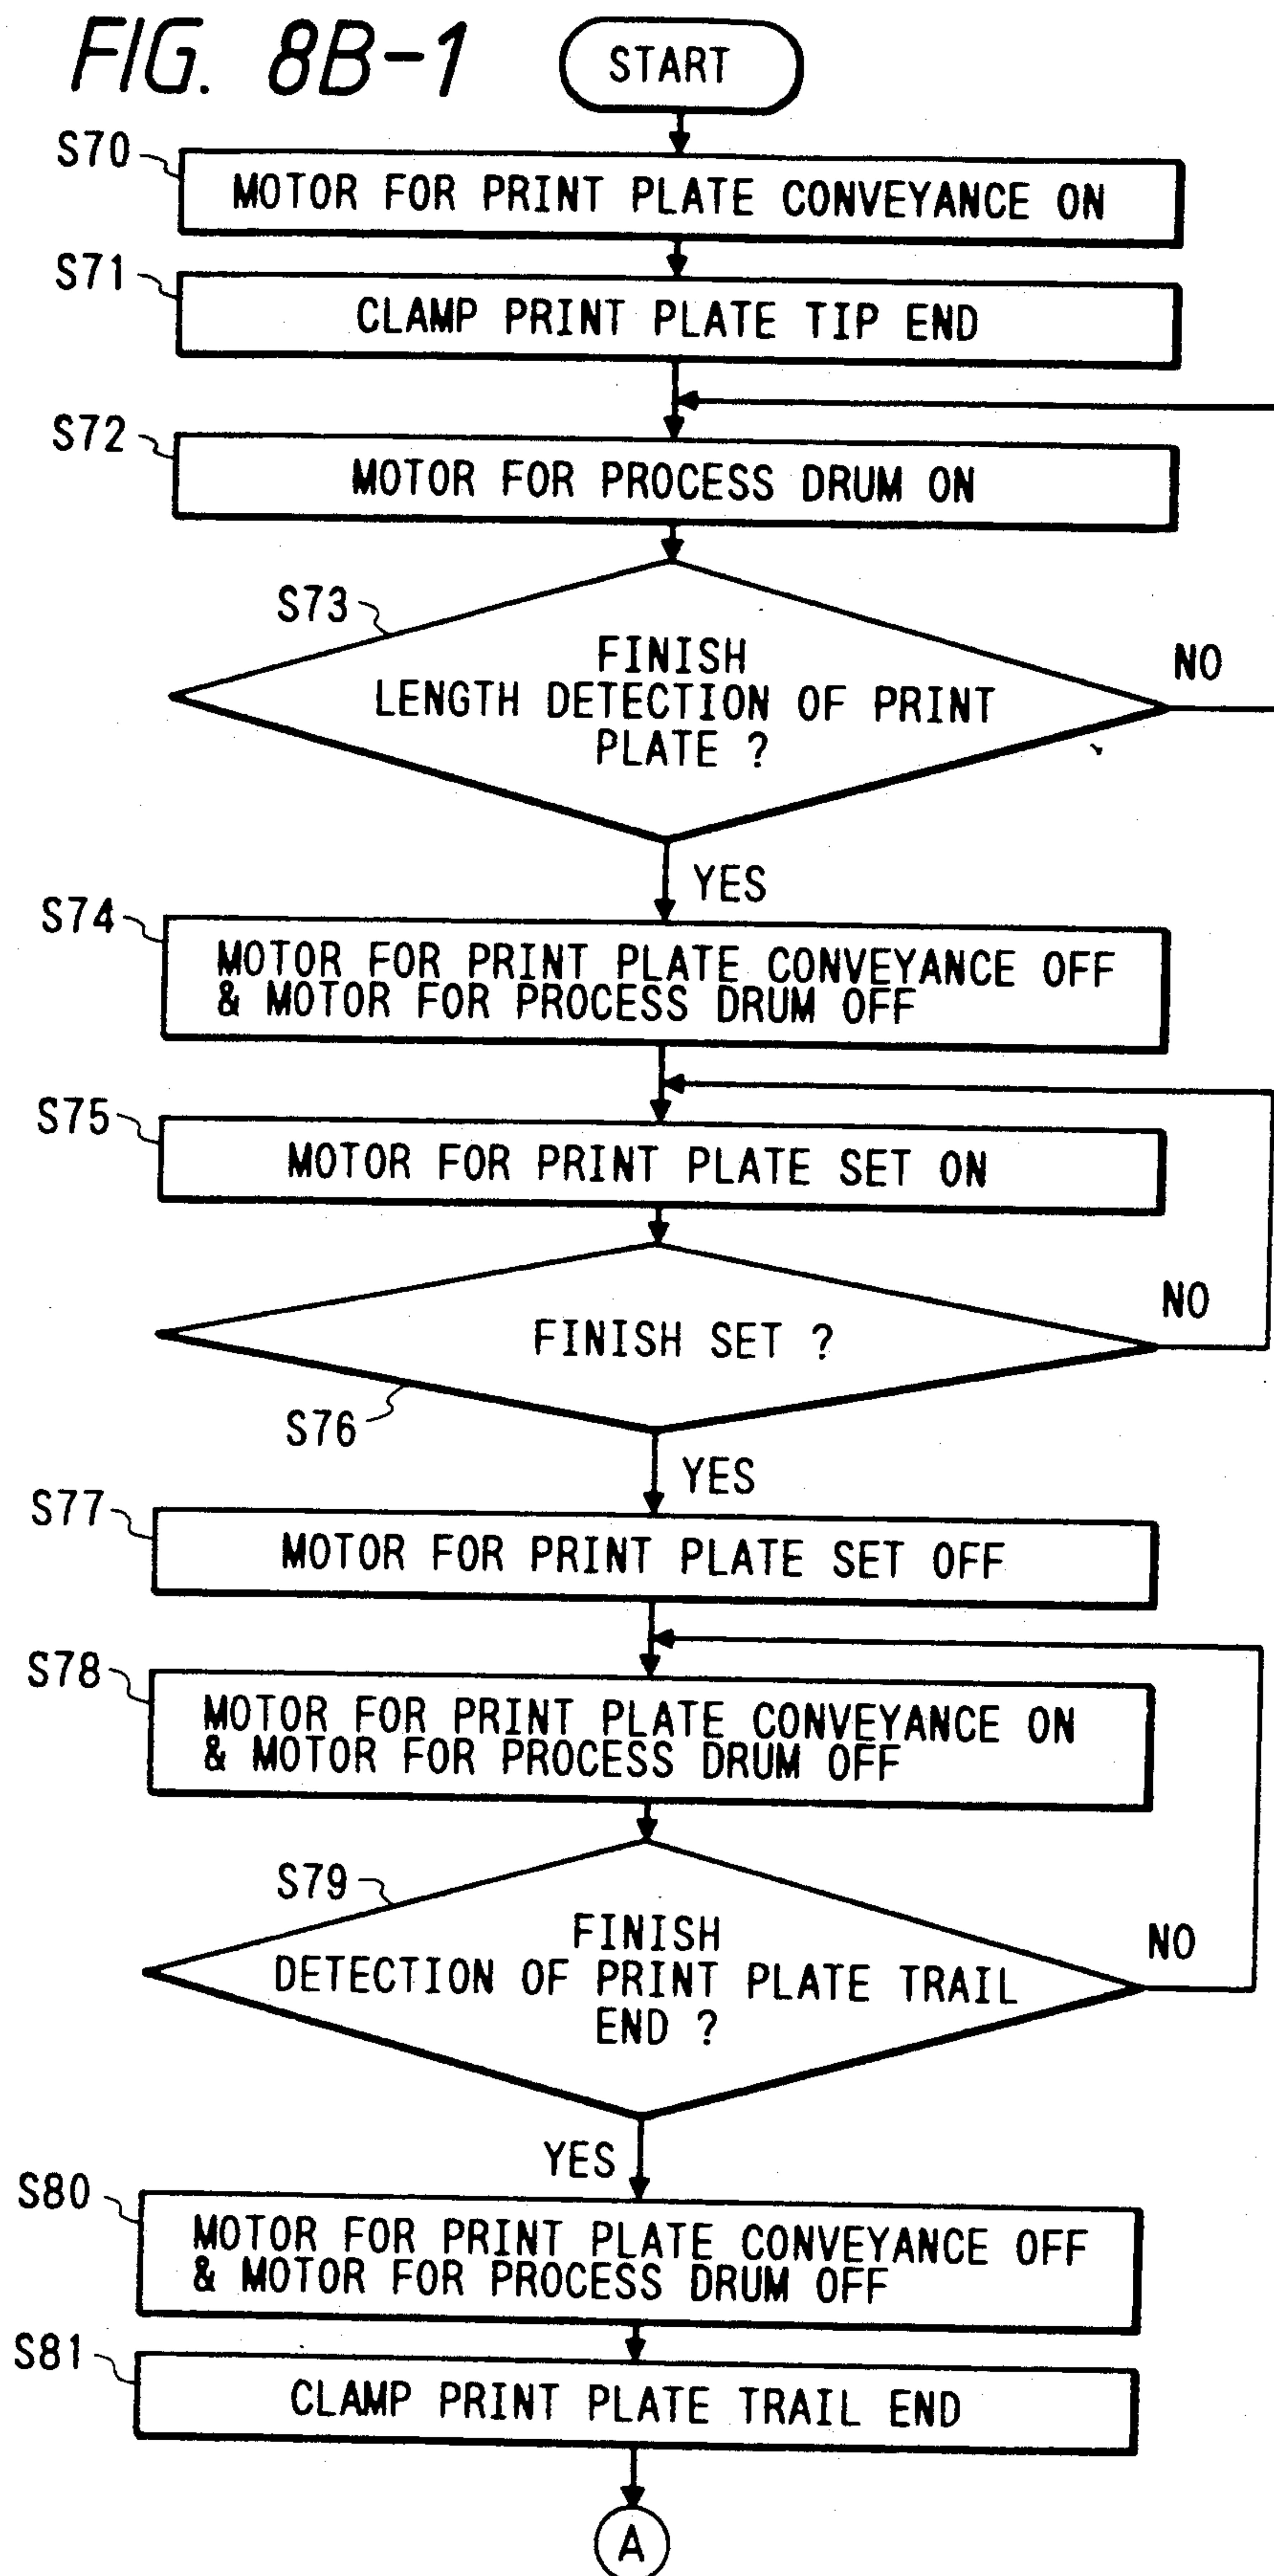 FIG. 8B-1
START
S70
MOTOR FOR PRINT PLATE CONVEYANCE ON
S71
CLAMP PRINT PLATE TIP END
S72
MOTOR FOR PROCESS DRUM ON
S73
FINISH
LENGTH DETECTION OF PRINT
PLATE ?
NO
YES
S74
MOTOR FOR PRINT PLATE CONVEYANCE OFF
& MOTOR FOR PROCESS DRUM OFF
S75
MOTOR FOR PRINT PLATE SET ON
FINISH SET ?
NO
S76
YES
S77
MOTOR FOR PRINT PLATE SET OFF
S78
MOTOR FOR PRINT PLATE CONVEYANCE ON
& MOTOR FOR PROCESS DRUM OFF
S79
FINISH
DETECTION OF PRINT PLATE TRAIL
END ?
NO
YES
S80
MOTOR FOR PRINT PLATE CONVEYANCE OFF
& MOTOR FOR PROCESS DRUM OFF
S81
CLAMP PRINT PLATE TRAIL END
A